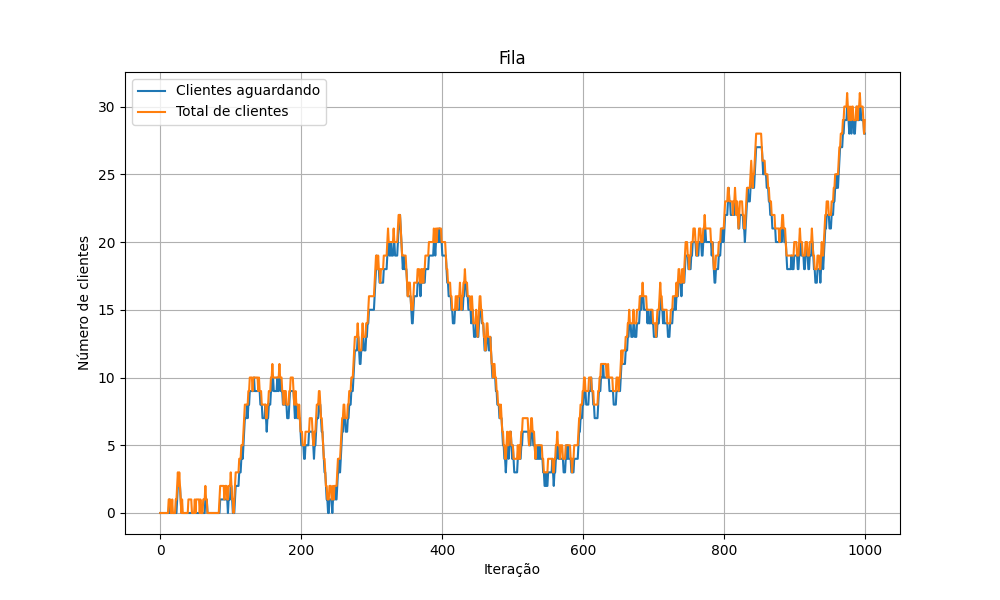 Fila
Clientes aguardando
Total de clientes
30
25
20
15
10
5
0
Número de clientes
0 200 400 600 800 1000
Iteração